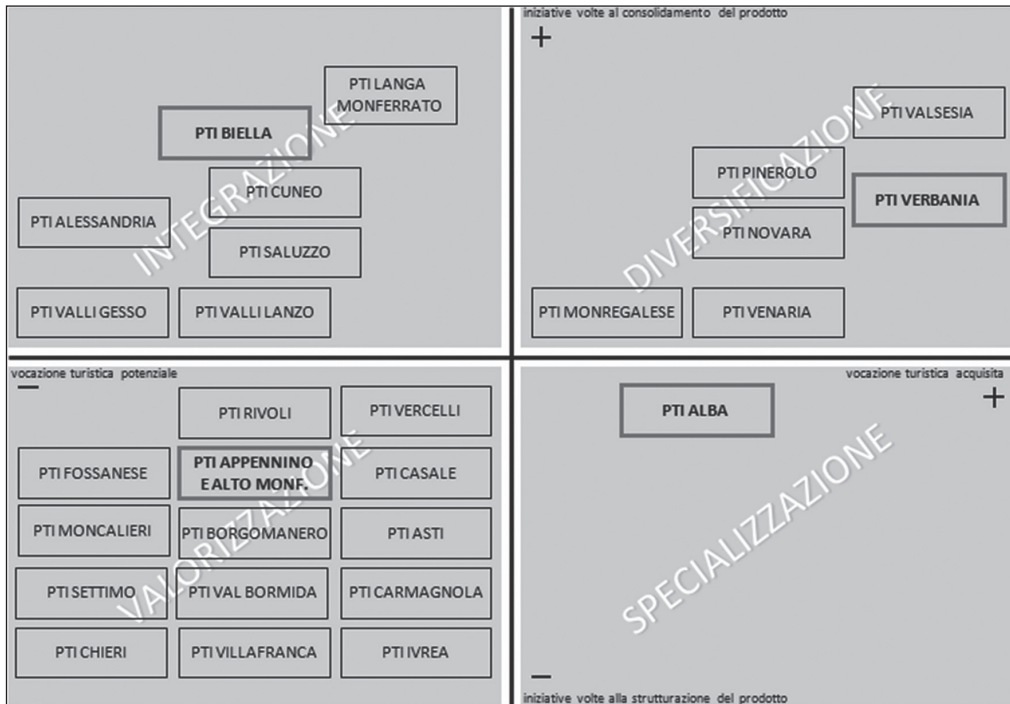 iniziative volte al consolidamento del prodotto
+
PTI LANGA
MONFERRATO
PTI BIELLA
PTI CUNEO
PTI ALESSANDRIA
PTI SALUZZO
PTI VALLI GESSO
PTI VALLI LANZO
INTEGRAZIONE
PTI VALSESIA
PTI PINEROLO
PTI VERBANIA
PTI NOVARA
PTI MONREGALESE
PTI VENARIA
DIVERSIFICAZIONE
vocazione turistica potenziale
−
PTI RIVOLI
PTI VERCELLI
PTI FOSSANESE
PTI APPENNINO
E ALTO MONF.
PTI CASALE
PTI MONCALIERI
PTI BORGOMANERO
PTI ASTI
PTI SETTIMO
PTI VAL BORMIDA
PTI CARMAGNOLA
PTI CHIERI
PTI VILLAFRANCA
PTI IVREA
VALORIZZAZIONE
vocazione turistica acquisita
+
PTI ALBA
SPECIALIZZAZIONE
−
iniziative volte alla strutturazione del prodotto